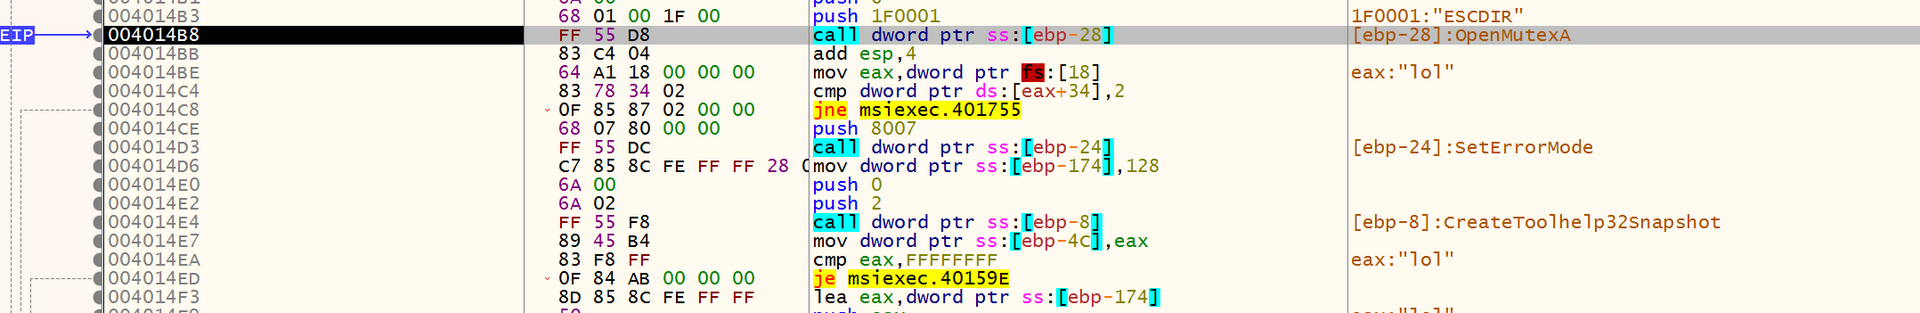 004014B3 68 01 00 1F 00 push 1F0001 1F0001:"ESCDIR"
EIP 004014B8 FF 55 D8 call dword ptr ss:[ebp-28] [ebp-28]:OpenMutexA
004014BB 83 C4 04 add esp,4
004014BE 64 A1 18 00 00 00 mov eax,dword ptr fs:[18] eax:"lol"
004014C4 83 78 34 02 cmp dword ptr ds:[eax+34],2
004014C8 0F 85 87 02 00 00 jne msiexec.401755
004014CE 68 07 80 00 00 push 8007
004014D3 FF 55 DC call dword ptr ss:[ebp-24] [ebp-24]:SetErrorMode
004014D6 C7 85 8C FE FF FF 28 mov dword ptr ss:[ebp-174],128
004014E0 6A 00 push 0
004014E2 6A 02 push 2
004014E4 FF 55 F8 call dword ptr ss:[ebp-8] [ebp-8]:CreateToolhelp32Snapshot
004014E7 89 45 B4 mov dword ptr ss:[ebp-4C],eax
004014EA 83 F8 FF cmp eax,FFFFFFFF eax:"lol"
004014ED 0F 84 AB 00 00 00 je msiexec.40159E
004014F3 8D 85 8C FE FF FF lea eax,dword ptr ss:[ebp-174]